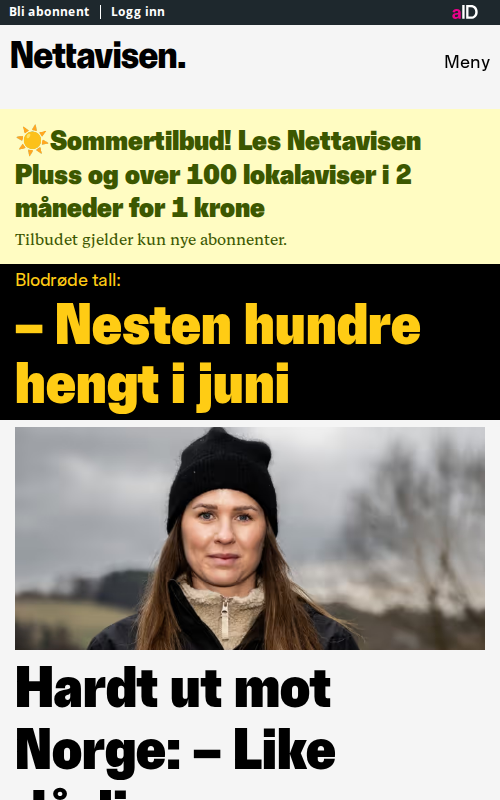 Bli abonnent | Logg inn
aID
Nettavisen.
Meny
☀️Sommertilbud! Les Nettavisen
Pluss og over 100 lokalaviser i 2
måneder for 1 krone
Tilbudet gjelder kun nye abonnenter.
Blodrøde tall:
– Nesten hundre
hengt i juni
Hardt ut mot
Norge: – Like